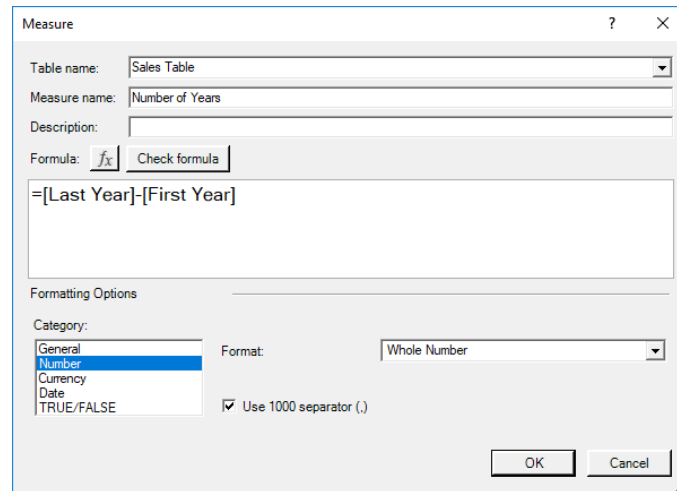 Measure ?
Table name: Sales Table
Measure name: Number of Years
Description:
Formula: fx Check formula
=[Last Year]-[First Year]
Formatting Options
Category:
General
Number
Currency
Date
TRUE/FALSE
Format: Whole Number
Use 1000 separator (,)
OK Cancel